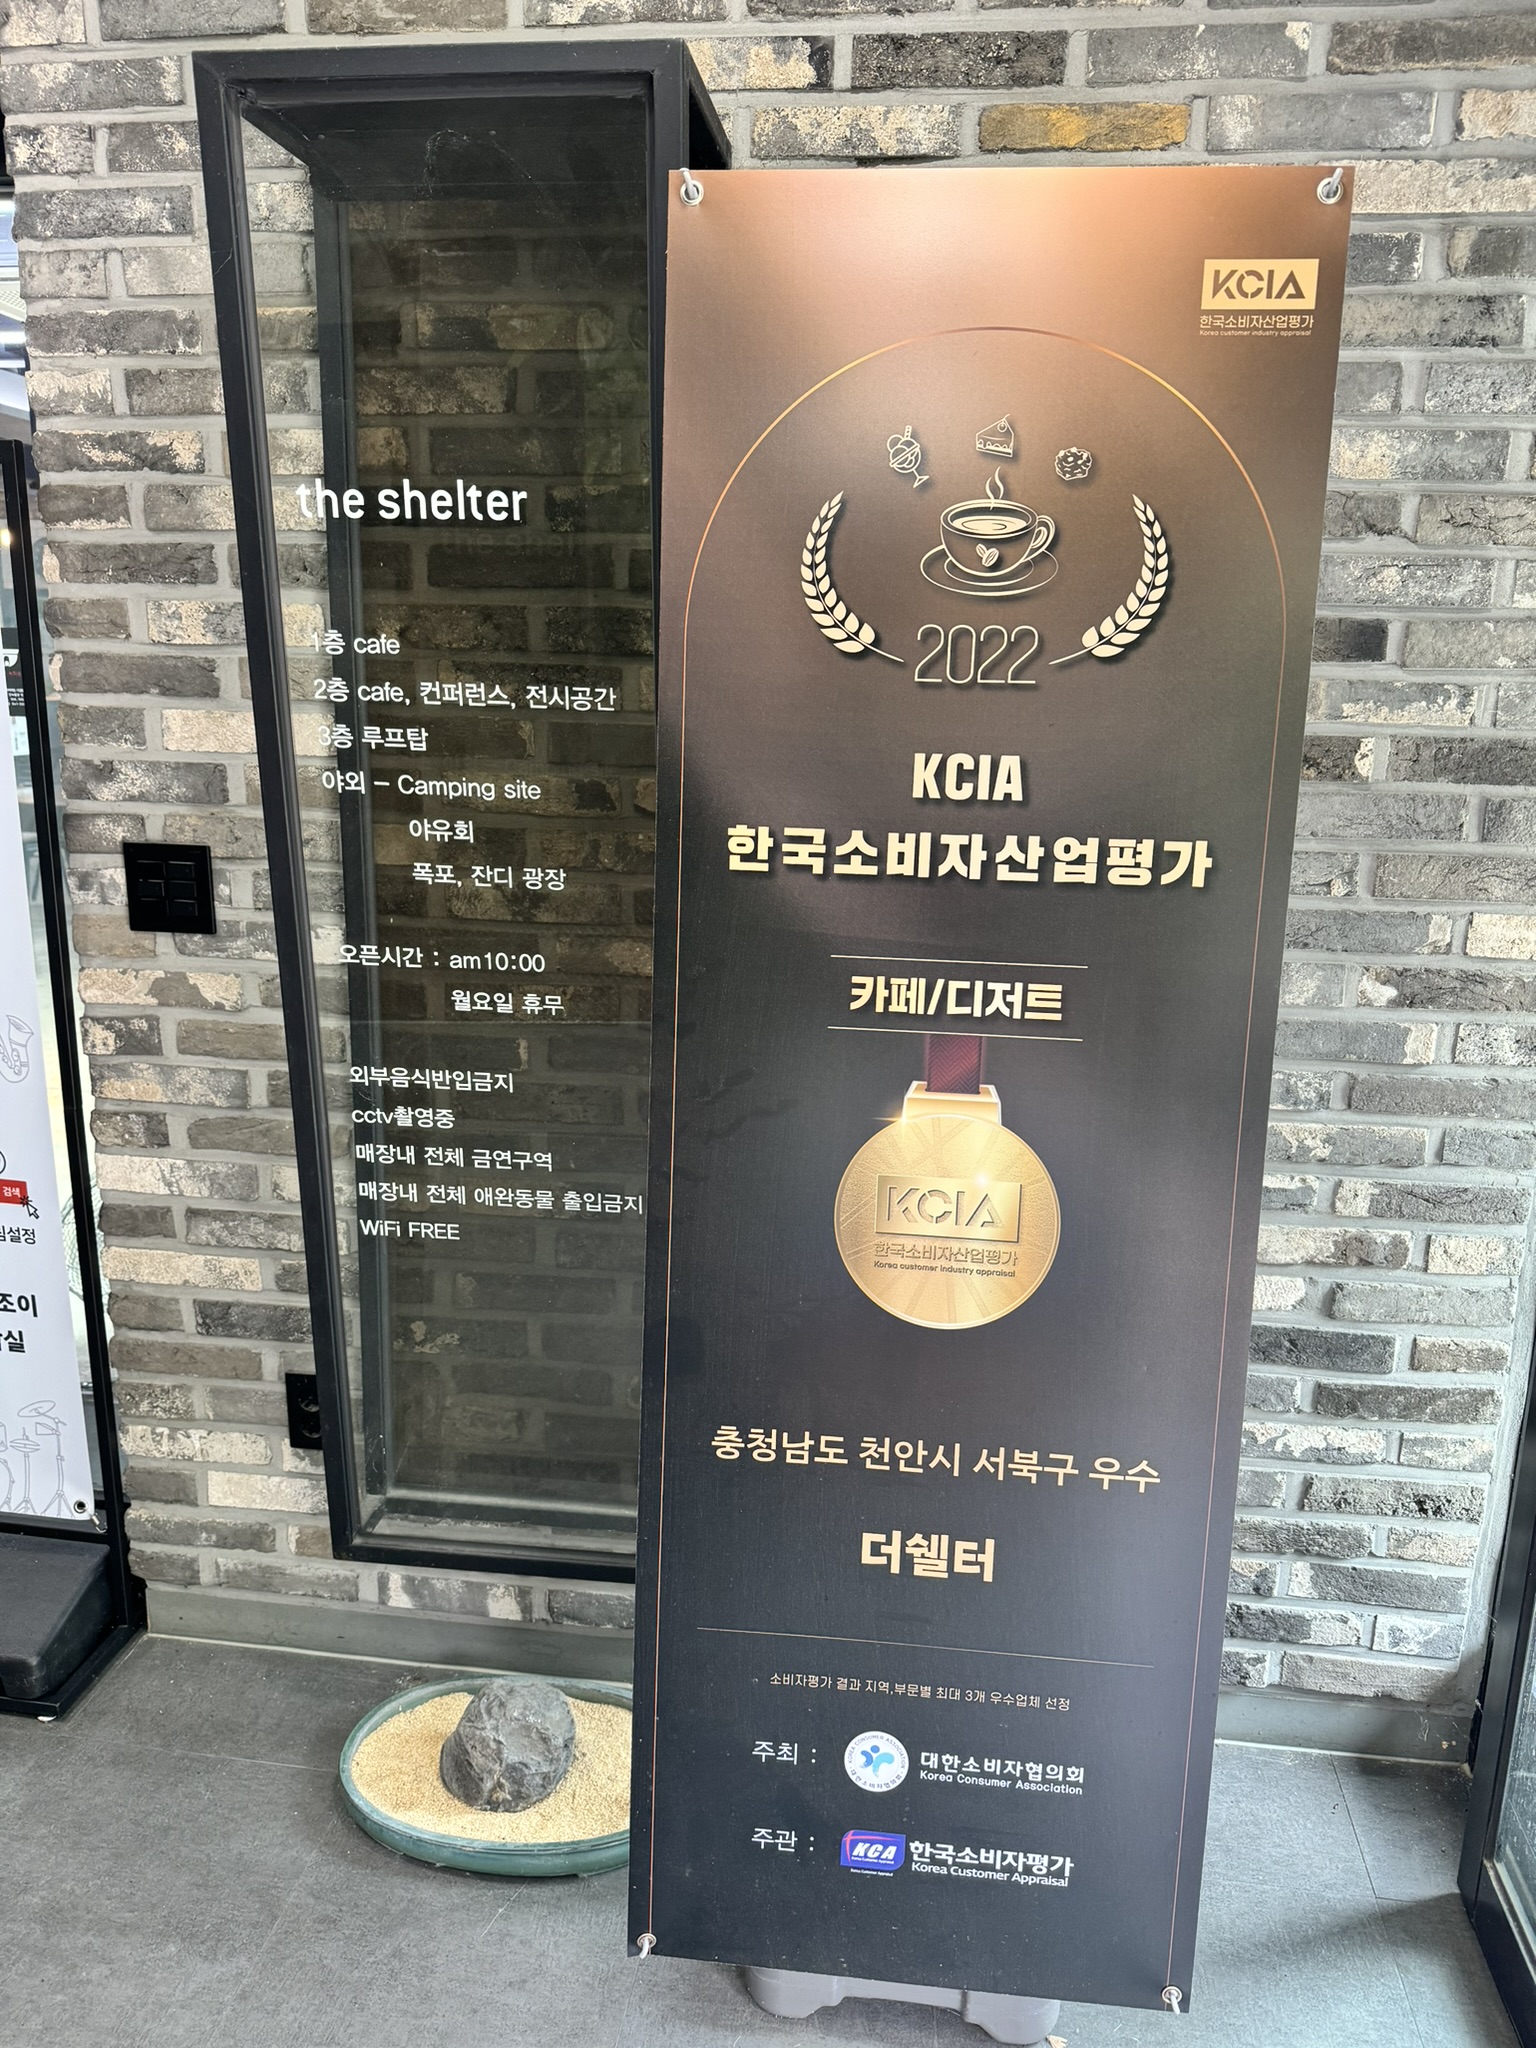 the shelter
1층 cafe
2층 cafe, 컨퍼런스, 전시공간
3층 루프탑
야외 - Camping site
야유회
폭포, 잔디 광장
오픈시간 : am10:00
월요일 휴무
외부음식반입금지
cctv촬영중
매장내 전체 금연구역
매장내 전체 애완동물 출입금지
WiFi FREE
KCIA
한국소비자산업평가
Korea customer industry appraisal
2022
KCIA
한국소비자산업평가
카페/디저트
KCIA
한국소비자산업평가
Korea customer industry appraisal
충청남도 천안시 서북구 우수
더쉘터
소비자평가 결과 지역,부문별 최대 3개 우수업체 선정
주최 : 대한소비자협의회
Korea Consumer Association
주관 : KCA 한국소비자평가
Korea Customer Appraisal
검색
설정
조이
실